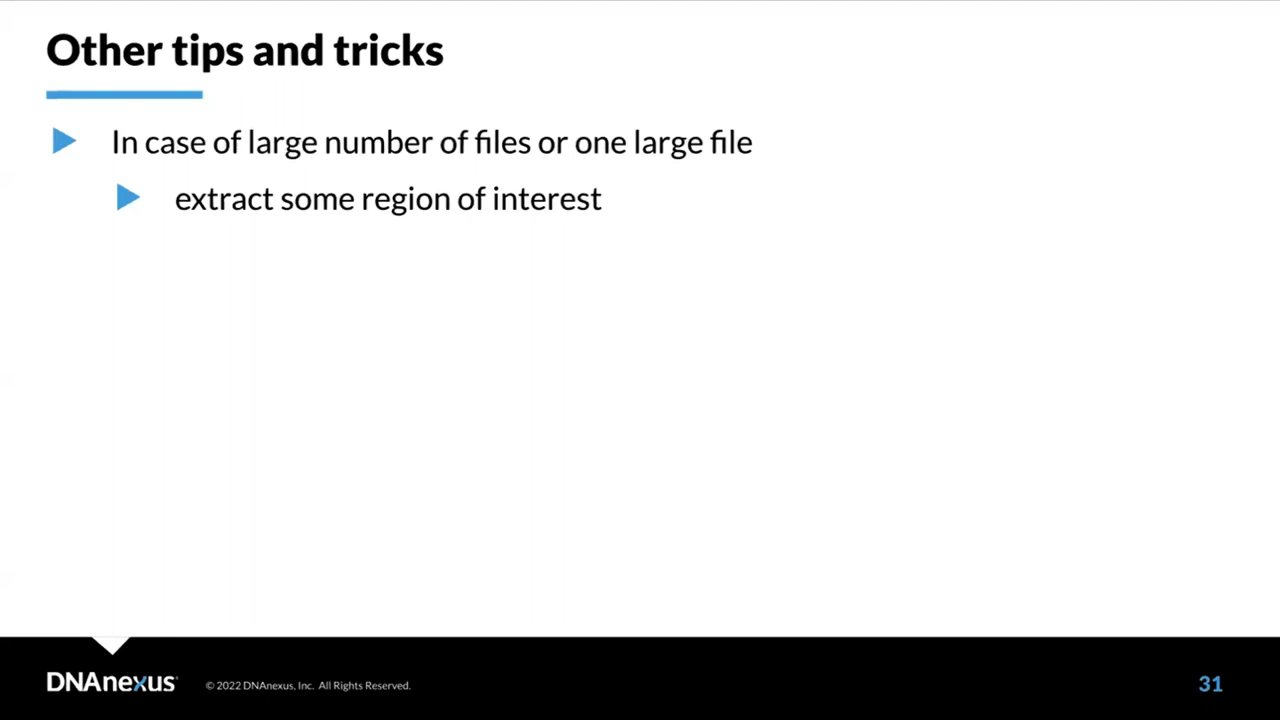 Other tips and tricks
In case of large number of files or one large file
extract some region of interest
DNAnexus
© 2022 DNAnexus, Inc. All Rights Reserved.
31